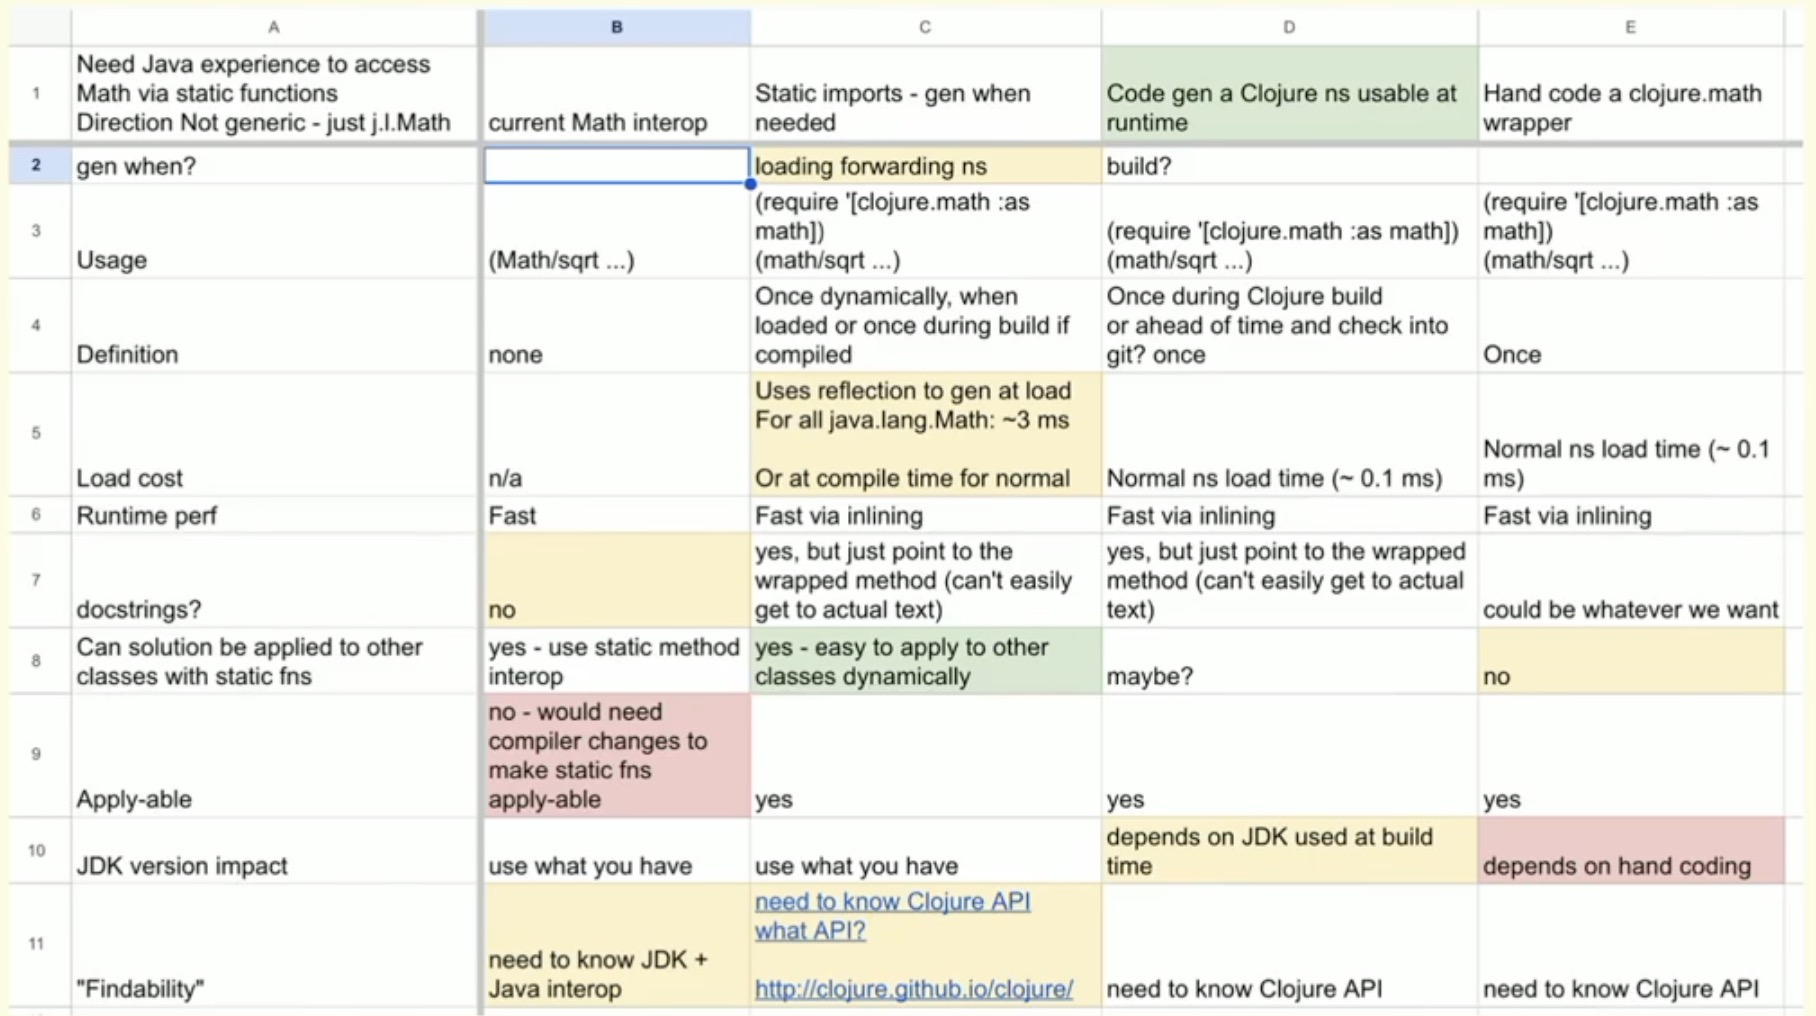 A B C D E
1
Need Java experience to access
Math via static functions
Direction Not generic - just j.l.Math
current Math interop
Static imports - gen when
needed
Code gen a Clojure ns usable at
runtime
Hand code a clojure.math
wrapper
2
gen when?
loading forwarding ns
build?
3
Usage
(Math/sqrt ...)
(require '[clojure.math :as
math])
(math/sqrt ...)
(require '[clojure.math :as math])
(math/sqrt ...)
(require '[clojure.math :as
math])
(math/sqrt ...)
4
Definition
none
Once dynamically, when
loaded or once during build if
compiled
Once during Clojure build
or ahead of time and check into
git? once
Once
5
Load cost
n/a
Uses reflection to gen at load
For all java.lang.Math: ~3 ms
Or at compile time for normal
Normal ns load time (~ 0.1 ms)
Normal ns load time (~ 0.1
ms)
6
Runtime perf
Fast
Fast via inlining
Fast via inlining
Fast via inlining
7
docstrings?
no
yes, but just point to the
wrapped method (can't easily
get to actual text)
yes, but just point to the wrapped
method (can't easily get to actual
text)
could be whatever we want
8
Can solution be applied to other
classes with static fns
yes - use static method
interop
yes - easy to apply to other
classes dynamically
maybe?
no
9
Apply-able
no - would need
compiler changes to
make static fns
apply-able
yes
yes
yes
10
JDK version impact
use what you have
use what you have
depends on JDK used at build
time
depends on hand coding
11
"Findability"
need to know JDK +
Java interop
need to know Clojure API
what API?
http://clojure.github.io/clojure/
need to know Clojure API
need to know Clojure API